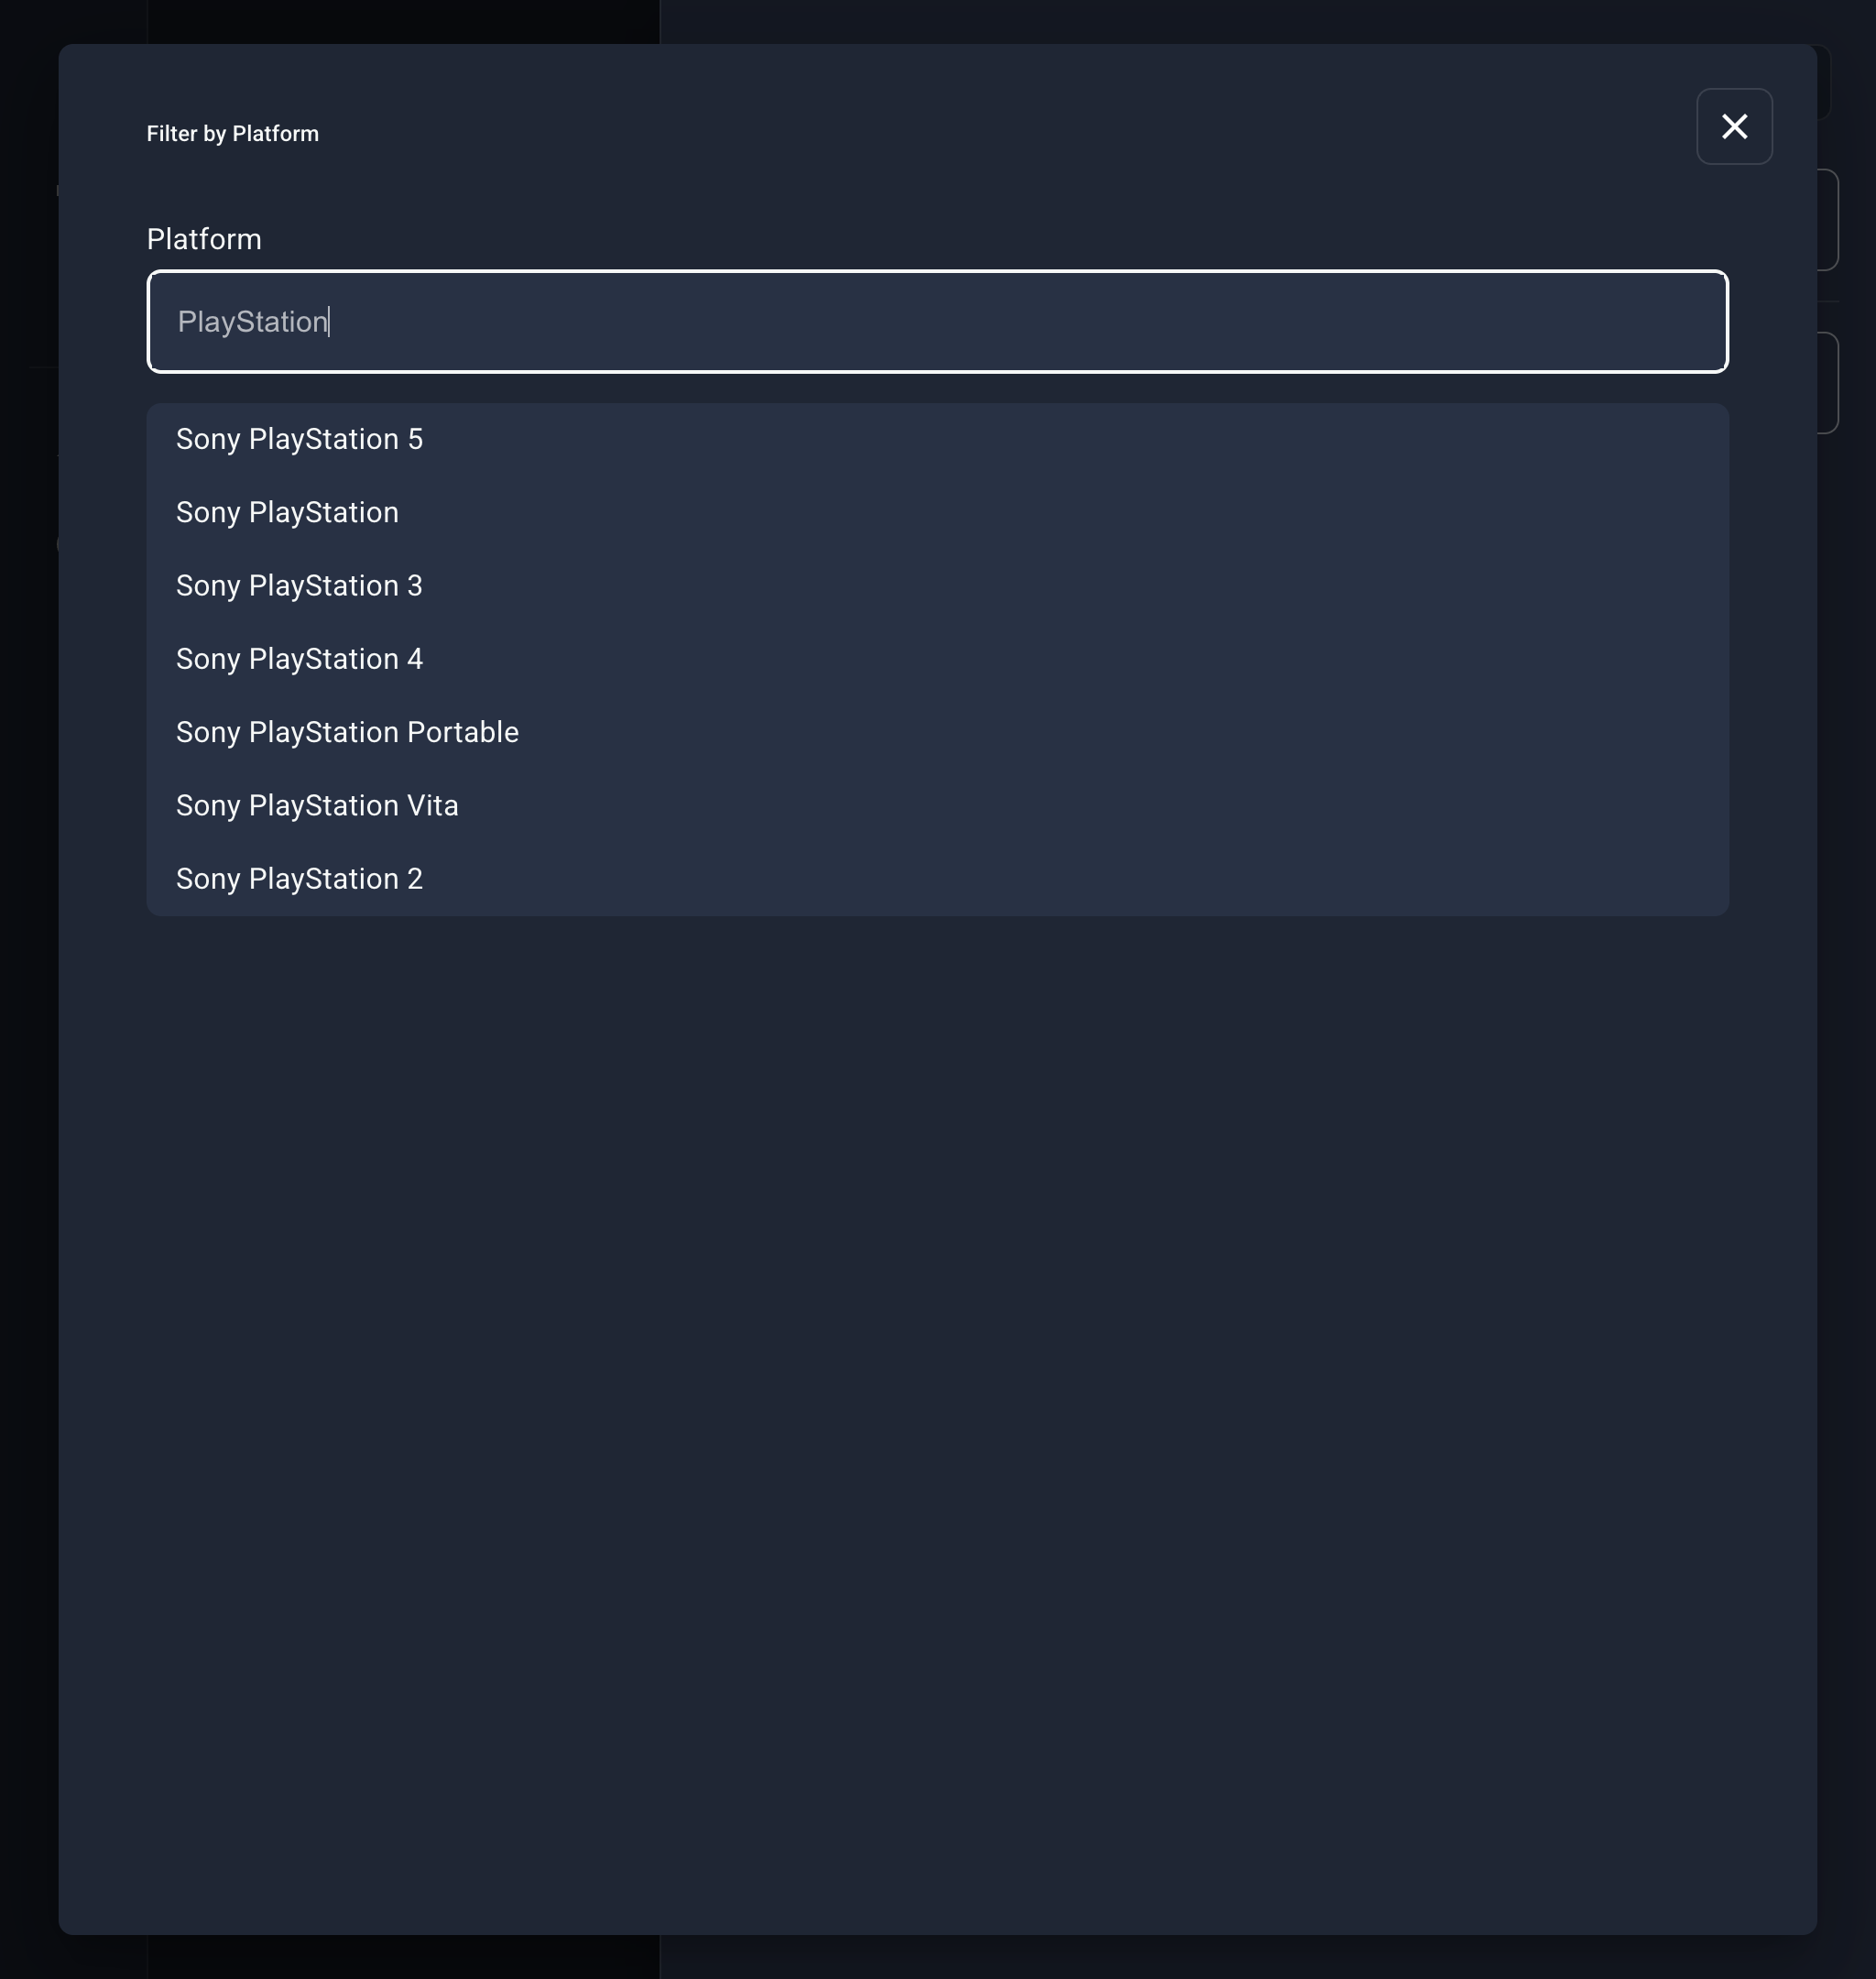 Filter by Platform
Platform
PlayStation
Sony PlayStation 5
Sony PlayStation
Sony PlayStation 3
Sony PlayStation 4
Sony PlayStation Portable
Sony PlayStation Vita
Sony PlayStation 2